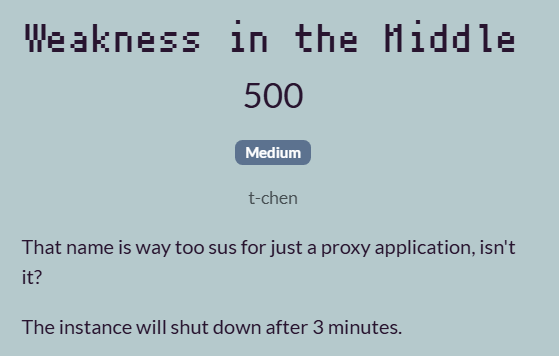 Weakness in the Middle
500
Medium
t-chen
That name is way too sus for just a proxy application, isn't
it?
The instance will shut down after 3 minutes.